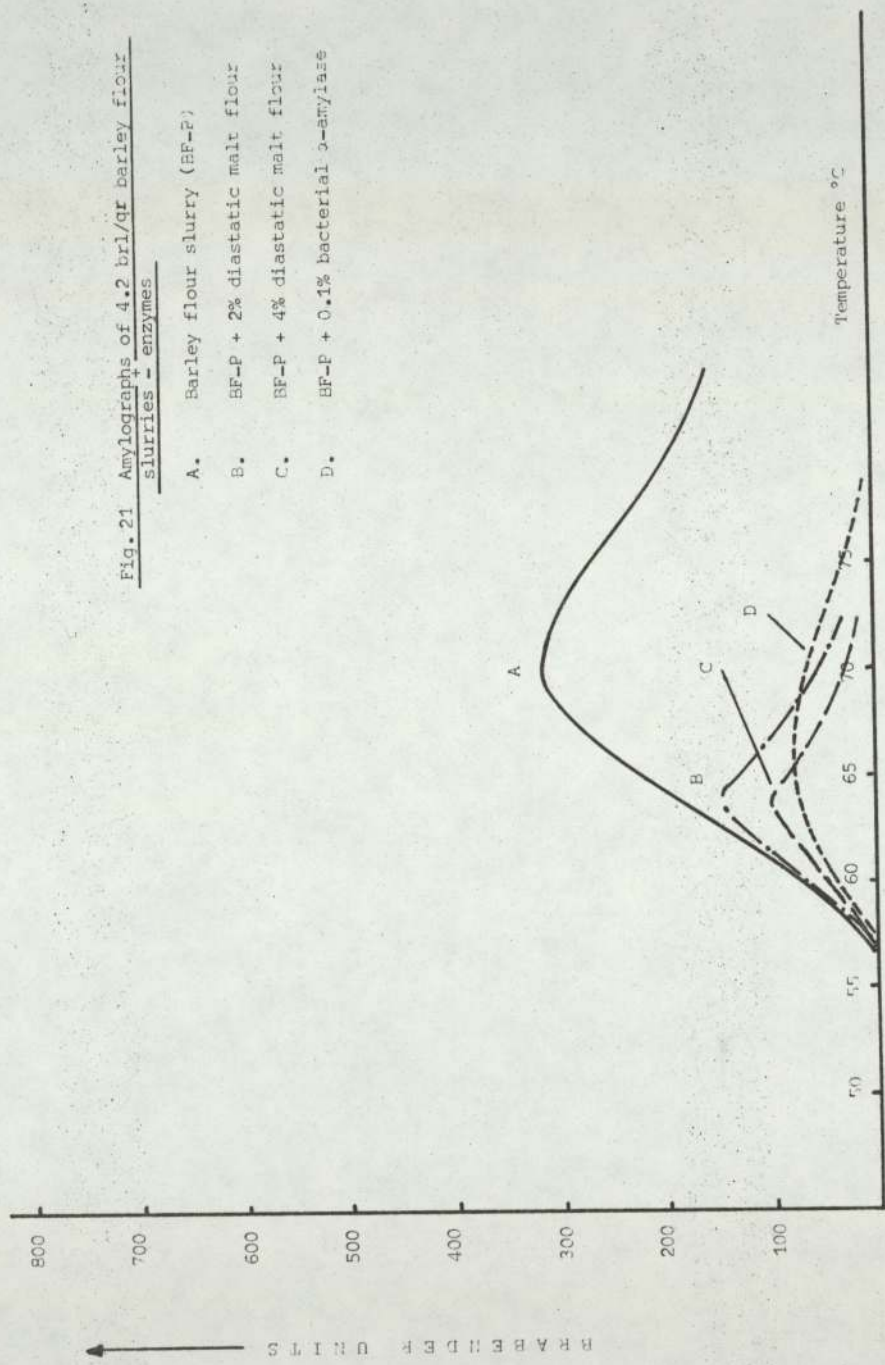 Fig. 21 Amylographs of 4.2 brl/qr barley flour
slurries ± enzymes
A. Barley flour slurry (BF-P)
B. BF-P + 2% diastatic malt flour
C. BF-P + 4% diastatic malt flour
D. BF-P + 0.1% bacterial α-amylase
BRABENDER UNITS
800
700
600
500
400
300
200
100
A
B
C
D
50
55
60
65
70
75
Temperature °C